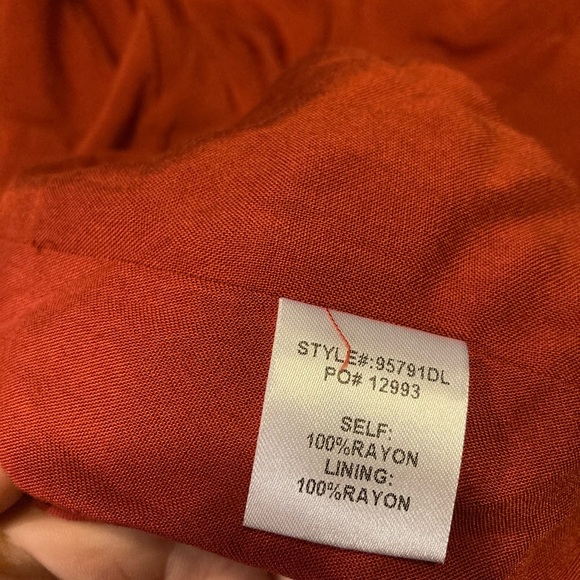 STYLE#:95791DL
PO# 12993
SELF:
100%RAYON
LINING:
100%RAYON